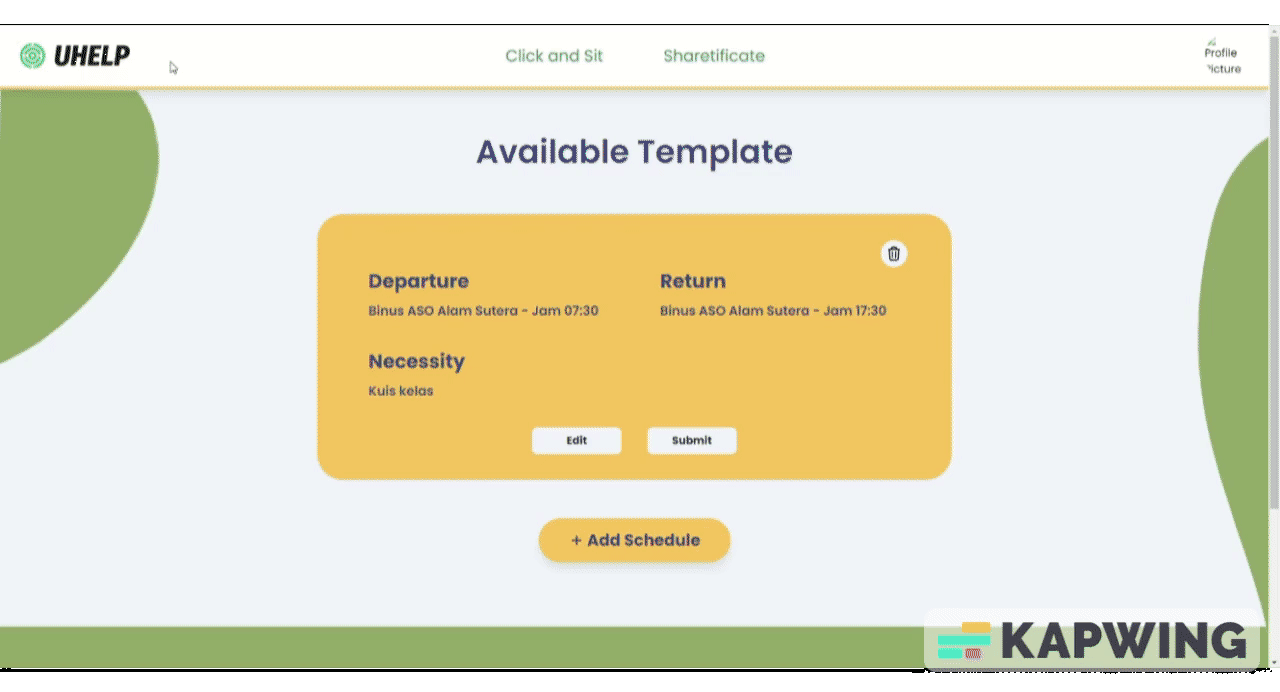 UHELP
Click and Sit
Sharetificate
Profile
Picture
Available Template
Departure
Return
Binus ASO Alam Sutera - Jam 07:30
Binus ASO Alam Sutera - Jam 17:30
Necessity
Kuis kelas
Edit
Submit
+ Add Schedule
KAPWING